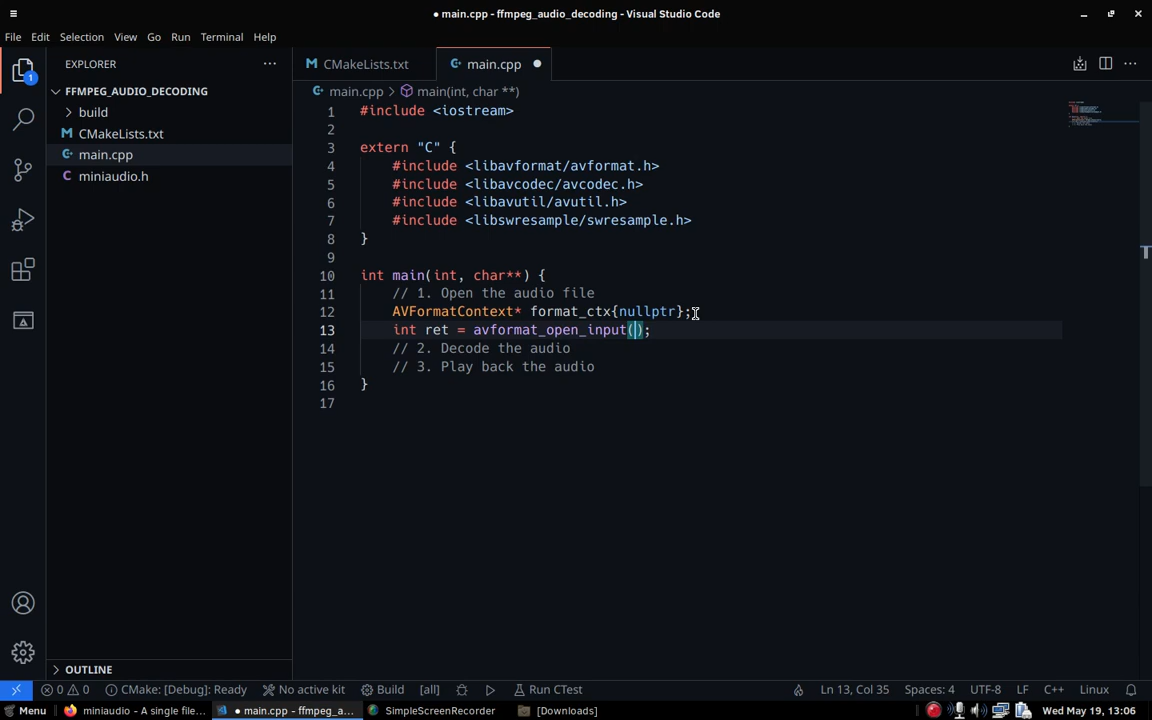 ● main.cpp - ffmpeg_audio_decoding - Visual Studio Code
File Edit Selection View Go Run Terminal Help
EXPLORER
CMakeLists.txt
main.cpp
FFMPEG_AUDIO_DECODING
main.cpp > main(int, char **)
build
CMakeLists.txt
main.cpp
miniaudio.h
1 #include <iostream>
2
3 extern "C" {
4 #include <libavformat/avformat.h>
5 #include <libavcodec/avcodec.h>
6 #include <libavutil/avutil.h>
7 #include <libswresample/swresample.h>
8 }
9
10 int main(int, char**) {
11 // 1. Open the audio file
12 AVFormatContext* format_ctx{nullptr};
13 int ret = avformat_open_input();
14 // 2. Decode the audio
15 // 3. Play back the audio
16 }
17
OUTLINE
0 0 CMake: [Debug]: Ready No active kit Build [all] Run CTest Ln 13, Col 35 Spaces: 4 UTF-8 LF C++ Linux
Menu miniaudio - A single file... ● main.cpp - ffmpeg_a... SimpleScreenRecorder [Downloads] Wed May 19, 13:06